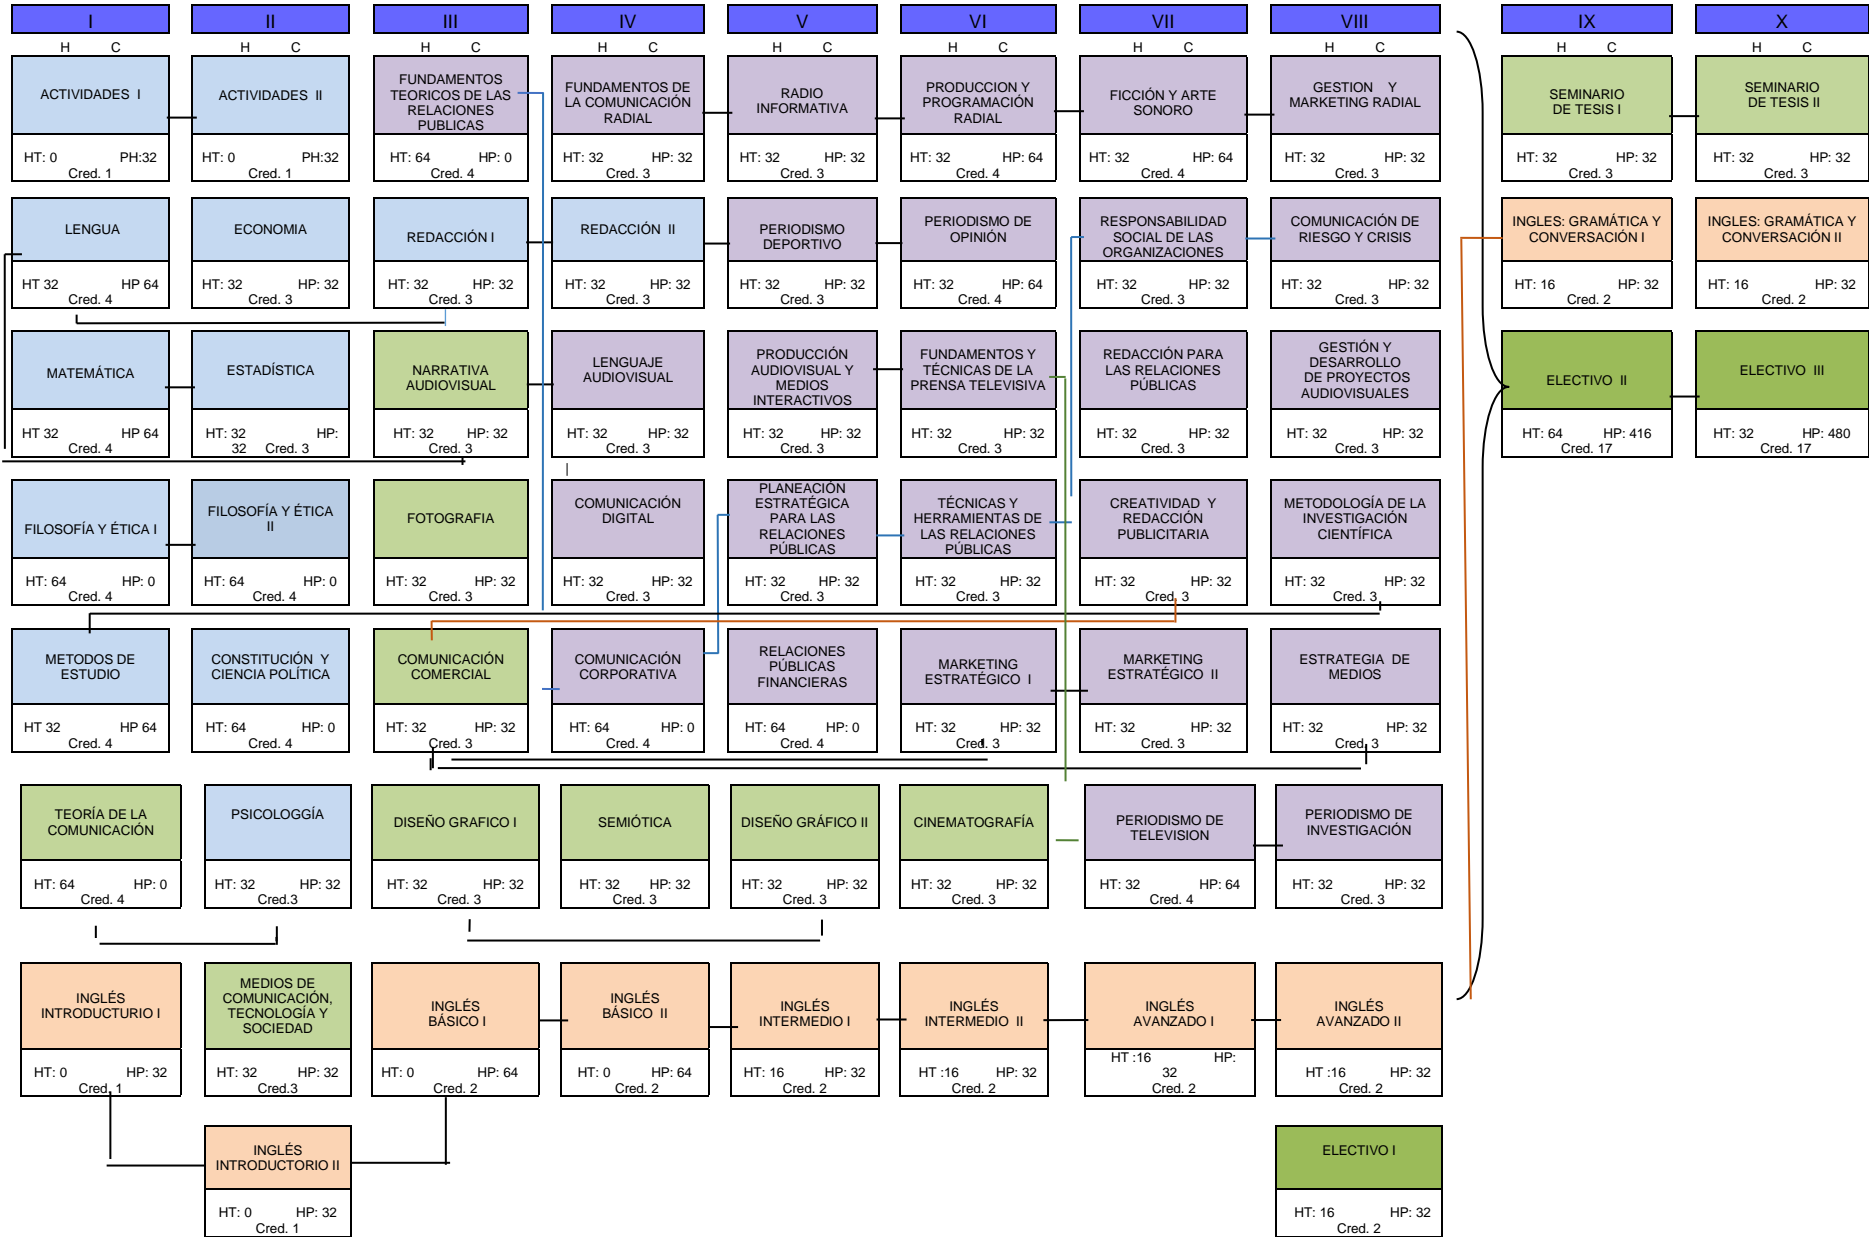 I II III IV V VI VII VIII IX X
H C H C H C H C H C H C H C H C H C H C
ACTIVIDADES I
HT: 0 PH:32
Cred. 1
ACTIVIDADES II
HT: 0 PH:32
Cred. 1
FUNDAMENTOS
TEORICOS DE LAS
RELACIONES
PUBLICAS
HT: 64 HP: 0
Cred. 4
FUNDAMENTOS DE
LA COMUNICACIÓN
RADIAL
HT: 32 HP: 32
Cred. 3
RADIO
INFORMATIVA
HT: 32 HP: 32
Cred. 3
PRODUCCION Y
PROGRAMACIÓN
RADIAL
HT: 32 HP: 64
Cred. 4
FICCIÓN Y ARTE
SONORO
HT: 32 HP: 64
Cred. 4
GESTION Y
MARKETING RADIAL
HT: 32 HP: 32
Cred. 3
SEMINARIO
DE TESIS I
HT: 32 HP: 32
Cred. 3
SEMINARIO
DE TESIS II
HT: 32 HP: 32
Cred. 3
LENGUA
HT 32 HP 64
Cred. 4
ECONOMIA
HT: 32 HP: 32
Cred. 3
REDACCIÓN I
HT: 32 HP: 32
Cred. 3
REDACCIÓN II
HT: 32 HP: 32
Cred. 3
PERIODISMO
DEPORTIVO
HT: 32 HP: 32
Cred. 3
PERIODISMO DE
OPINIÓN
HT: 32 HP: 64
Cred. 4
RESPONSABILIDAD
SOCIAL DE LAS
ORGANIZACIONES
HT: 32 HP: 32
Cred. 3
COMUNICACIÓN DE
RIESGO Y CRISIS
HT: 32 HP: 32
Cred. 3
INGLES: GRAMÁTICA Y
CONVERSACIÓN I
HT: 16 HP: 32
Cred. 2
INGLES: GRAMÁTICA Y
CONVERSACIÓN II
HT: 16 HP: 32
Cred. 2
MATEMÁTICA
HT 32 HP 64
Cred. 4
ESTADÍSTICA
HT: 32 HP:
32 Cred. 3
NARRATIVA
AUDIOVISUAL
HT: 32 HP: 32
Cred. 3
LENGUAJE
AUDIOVISUAL
HT: 32 HP: 32
Cred. 3
PRODUCCIÓN
AUDIOVISUAL Y
MEDIOS
INTERACTIVOS
HT: 32 HP: 32
Cred. 3
FUNDAMENTOS Y
TÉCNICAS DE LA
PRENSA TELEVISIVA
HT: 32 HP: 32
Cred. 3
REDACCIÓN PARA
LAS RELACIONES
PÚBLICAS
HT: 32 HP: 32
Cred. 3
GESTIÓN Y
DESARROLLO
DE PROYECTOS
AUDIOVISUALES
HT: 32 HP: 32
Cred. 3
ELECTIVO II
HT: 64 HP: 416
Cred. 17
ELECTIVO III
HT: 32 HP: 480
Cred. 17
FILOSOFÍA Y ÉTICA I
HT: 64 HP: 0
Cred. 4
FILOSOFÍA Y ÉTICA
II
HT: 64 HP: 0
Cred. 4
FOTOGRAFIA
HT: 32 HP: 32
Cred. 3
COMUNICACIÓN
DIGITAL
HT: 32 HP: 32
Cred. 3
PLANEACIÓN
ESTRATÉGICA
PARA LAS
RELACIONES
PÚBLICAS
HT: 32 HP: 32
Cred. 3
TÉCNICAS Y
HERRAMIENTAS DE
LAS RELACIONES
PÚBLICAS
HT: 32 HP: 32
Cred. 3
CREATIVIDAD Y
REDACCIÓN
PUBLICITARIA
HT: 32 HP: 32
Cred. 3
METODOLOGÍA DE LA
INVESTIGACIÓN
CIENTÍFICA
HT: 32 HP: 32
Cred. 3
METODOS DE
ESTUDIO
HT 32 HP 64
Cred. 4
CONSTITUCIÓN Y
CIENCIA POLÍTICA
HT: 64 HP: 0
Cred. 4
COMUNICACIÓN
COMERCIAL
HT: 32 HP: 32
Cred. 3
COMUNICACIÓN
CORPORATIVA
HT: 64 HP: 0
Cred. 4
RELACIONES
PÚBLICAS
FINANCIERAS
HT: 64 HP: 0
Cred. 4
MARKETING
ESTRATÉGICO I
HT: 32 HP: 32
Cred. 3
MARKETING
ESTRATÉGICO II
HT: 32 HP: 32
Cred. 3
ESTRATEGIA DE
MEDIOS
HT: 32 HP: 32
Cred. 3
TEORÍA DE LA
COMUNICACIÓN
HT: 64 HP: 0
Cred. 4
PSICOLOGGÍA
HT: 32 HP: 32
Cred.3
DISEÑO GRAFICO I
HT: 32 HP: 32
Cred. 3
SEMIÓTICA
HT: 32 HP: 32
Cred. 3
DISEÑO GRÁFICO II
HT: 32 HP: 32
Cred. 3
CINEMATOGRAFÍA
HT: 32 HP: 32
Cred. 3
PERIODISMO DE
TELEVISION
HT: 32 HP: 64
Cred. 4
PERIODISMO DE
INVESTIGACIÓN
HT: 32 HP: 32
Cred. 3
INGLÉS
INTRODUCTURIO I
HT: 0 HP: 32
Cred. 1
MEDIOS DE
COMUNICACIÓN,
TECNOLOGÍA Y
SOCIEDAD
HT: 32 HP: 32
Cred.3
INGLÉS
BÁSICO I
HT: 0 HP: 64
Cred. 2
INGLÉS
BÁSICO II
HT: 0 HP: 64
Cred. 2
INGLÉS
INTERMEDIO I
HT: 16 HP: 32
Cred. 2
INGLÉS
INTERMEDIO II
HT :16 HP: 32
Cred. 2
INGLÉS
AVANZADO I
HT :16 HP:
32
Cred. 2
INGLÉS
AVANZADO II
HT :16 HP: 32
Cred. 2
INGLÉS
INTRODUCTORIO II
HT: 0 HP: 32
Cred. 1
ELECTIVO I
HT: 16 HP: 32
Cred. 2